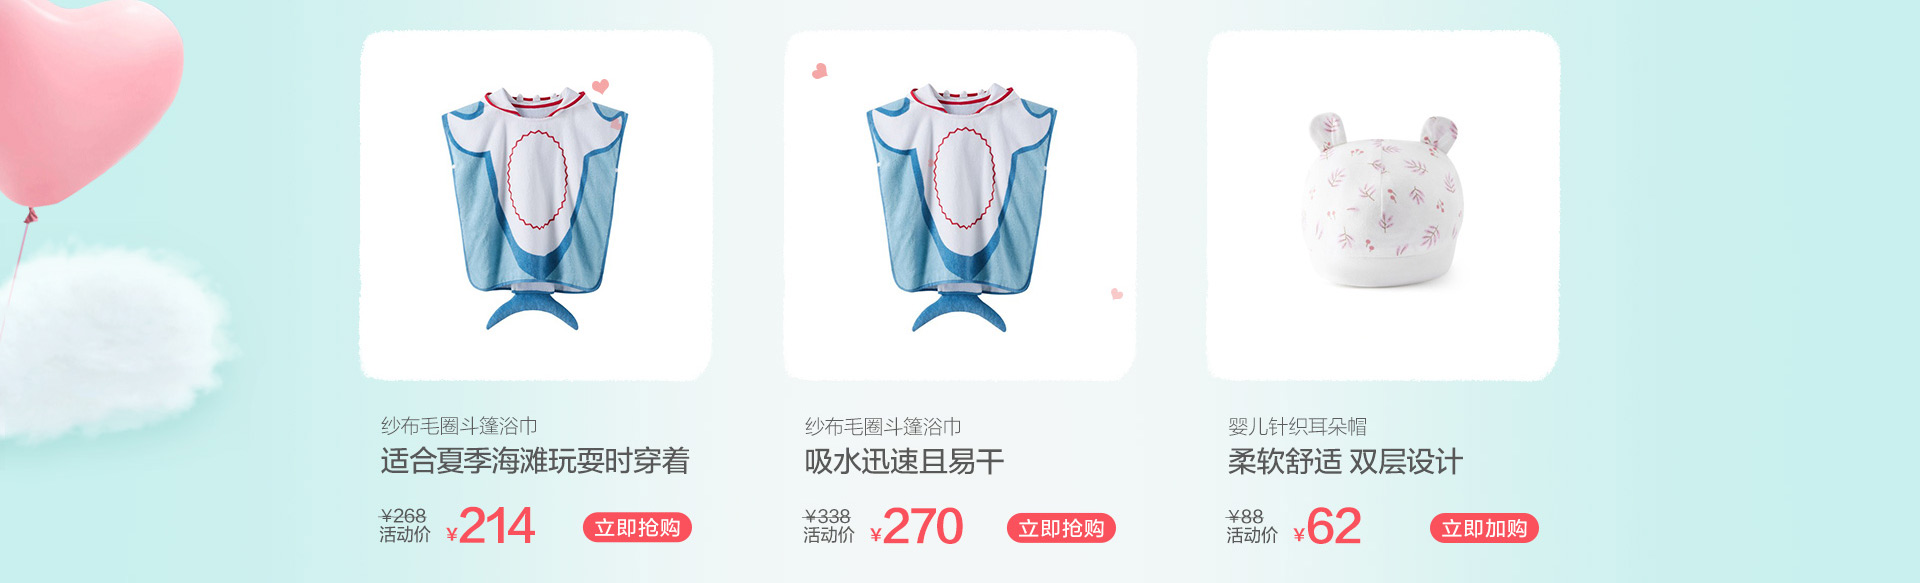 纱布毛圈斗篷浴巾
适合夏季海滩玩耍时穿着
¥268
活动价 ¥214 立即抢购
纱布毛圈斗篷浴巾
吸水迅速且易干
¥338
活动价 ¥270 立即抢购
婴儿针织耳朵帽
柔软舒适 双层设计
¥88
活动价 ¥62 立即加购